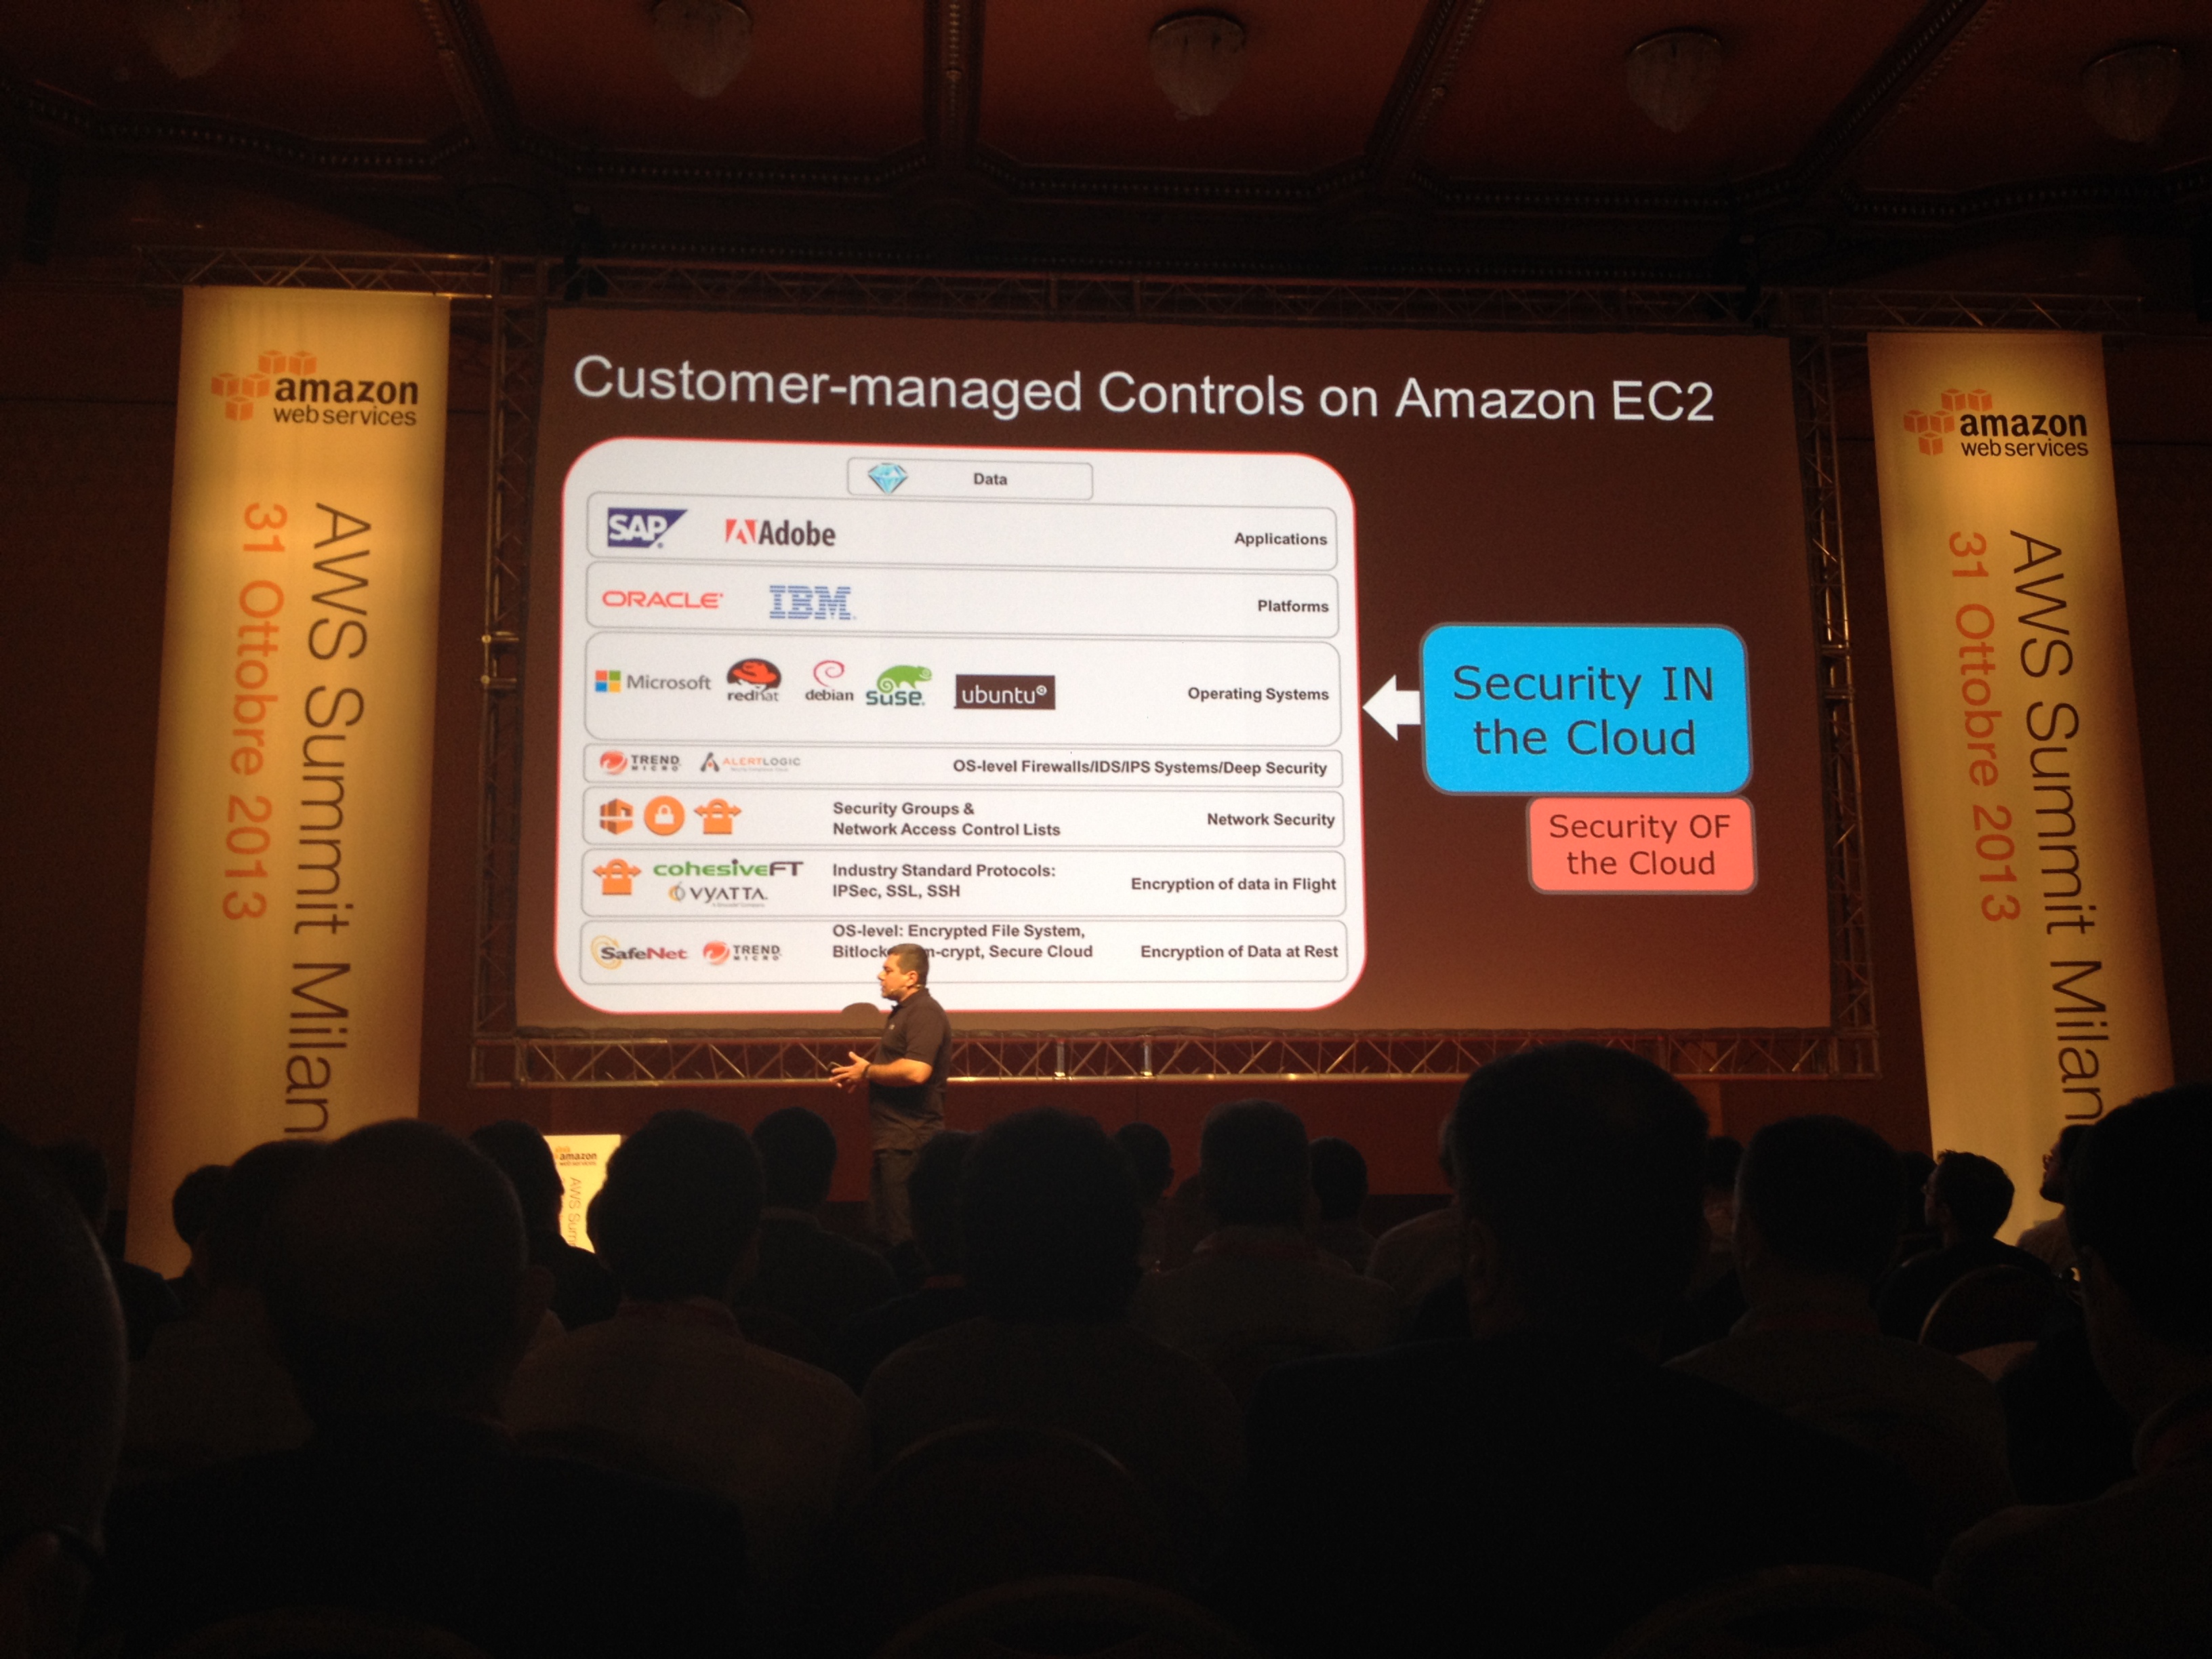 amazon
web services
AWS Summit Milan
31 Ottobre 2013
Customer-managed Controls on Amazon EC2
Data
SAP
Adobe
Applications
ORACLE
IBM
Platforms
Microsoft
redhat
debian
SUSE
ubuntu
Operating Systems
TREND
MICRO
ALERTLOGIC
OS-level Firewalls/IDS/IPS Systems/Deep Security
Security Groups &
Network Access Control Lists
Network Security
cohesiveFT
VYATTA.
Industry Standard Protocols:
IPSec, SSL, SSH
Encryption of data in Flight
SafeNet
TREND
MICRO
OS-level: Encrypted File System,
Secure Cloud
Encryption of Data at Rest
Security IN
the Cloud
Security OF
the Cloud
amazon
web services
AWS Summit Milan
31 Ottobre 2013
amazon
web services
AWS